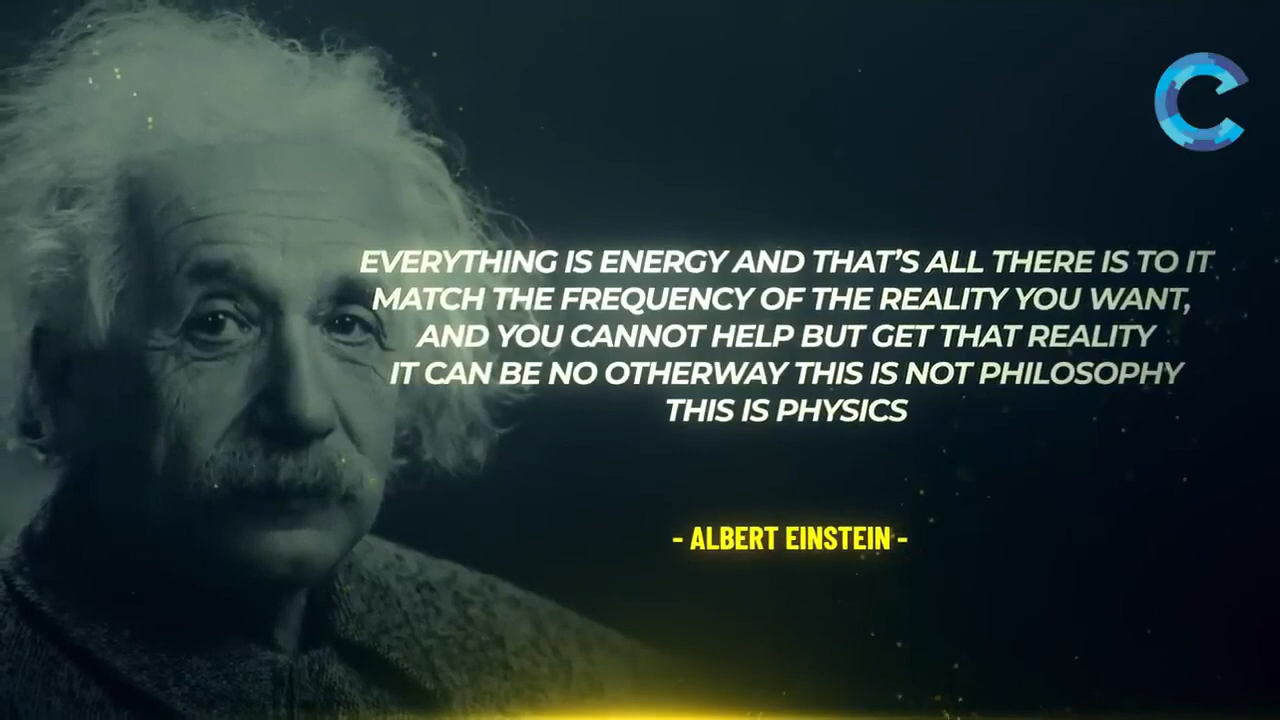 EVERYTHING IS ENERGY AND THAT'S ALL THERE IS TO IT
MATCH THE FREQUENCY OF THE REALITY YOU WANT,
AND YOU CANNOT HELP BUT GET THAT REALITY
IT CAN BE NO OTHERWAY THIS IS NOT PHILOSOPHY
THIS IS PHYSICS
- ALBERT EINSTEIN -